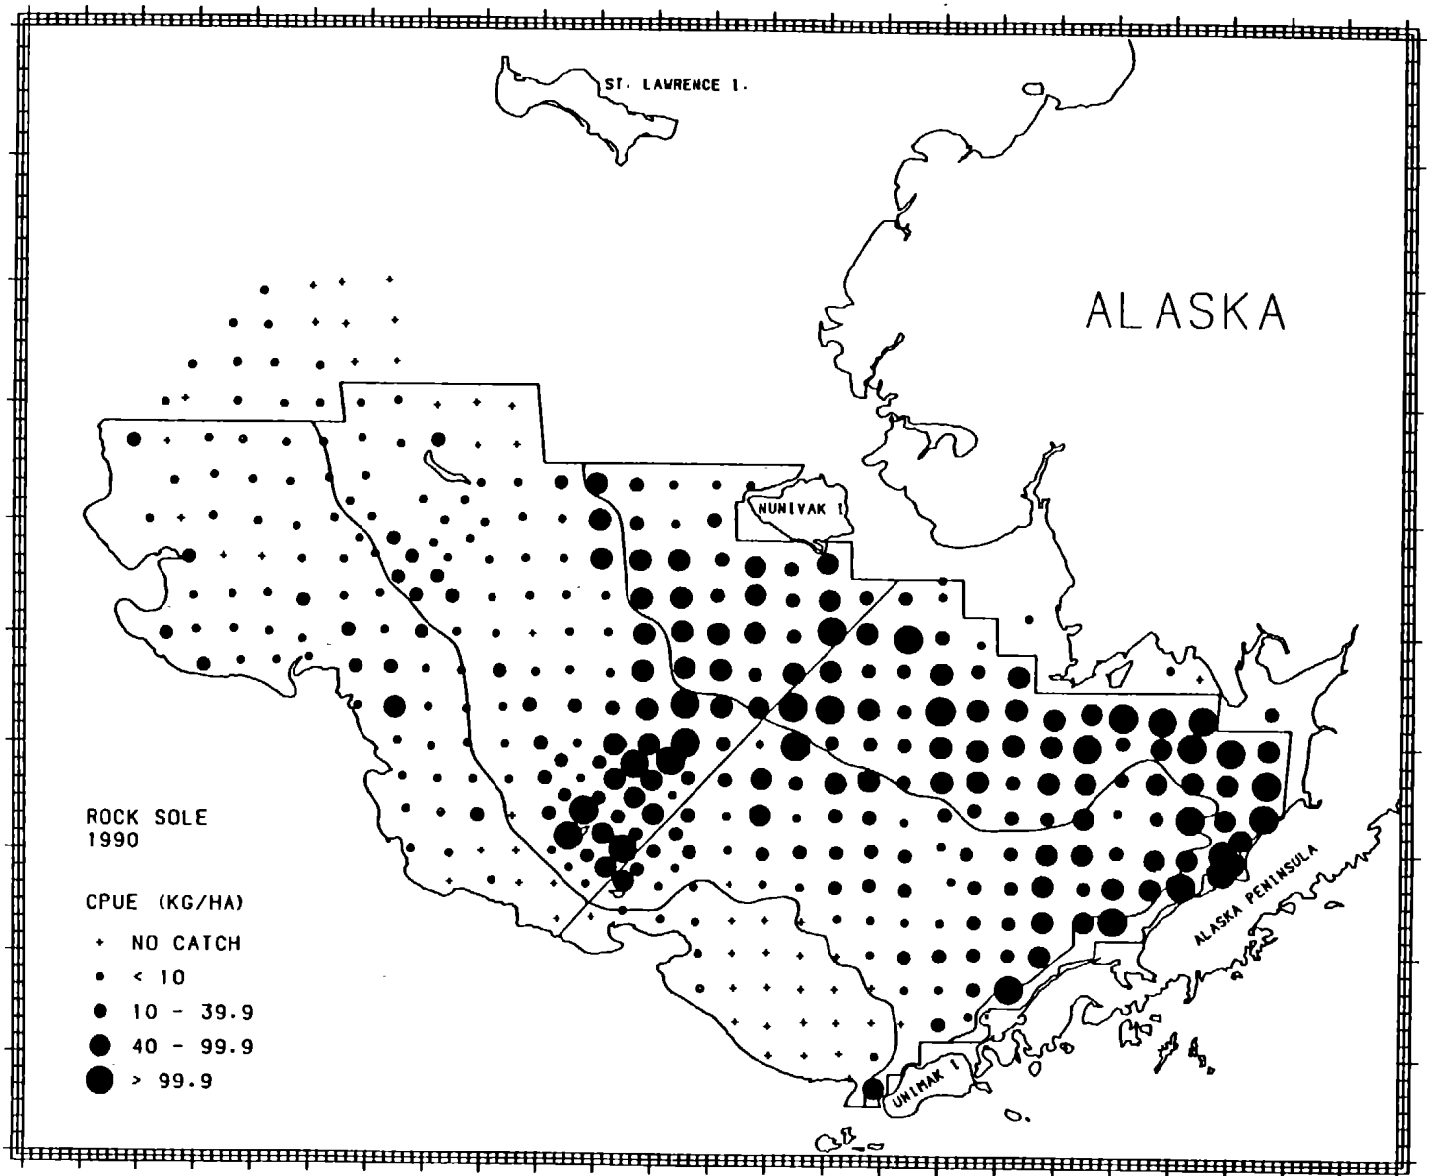 ST. LAWRENCE I.
ALASKA
NUNIVAK I
ROCK SOLE
1990
CPUE (KG/HA)
+ NO CATCH
< 10
10 - 39.9
40 - 99.9
> 99.9
ALASKA PENINSULA
UNIMAK I